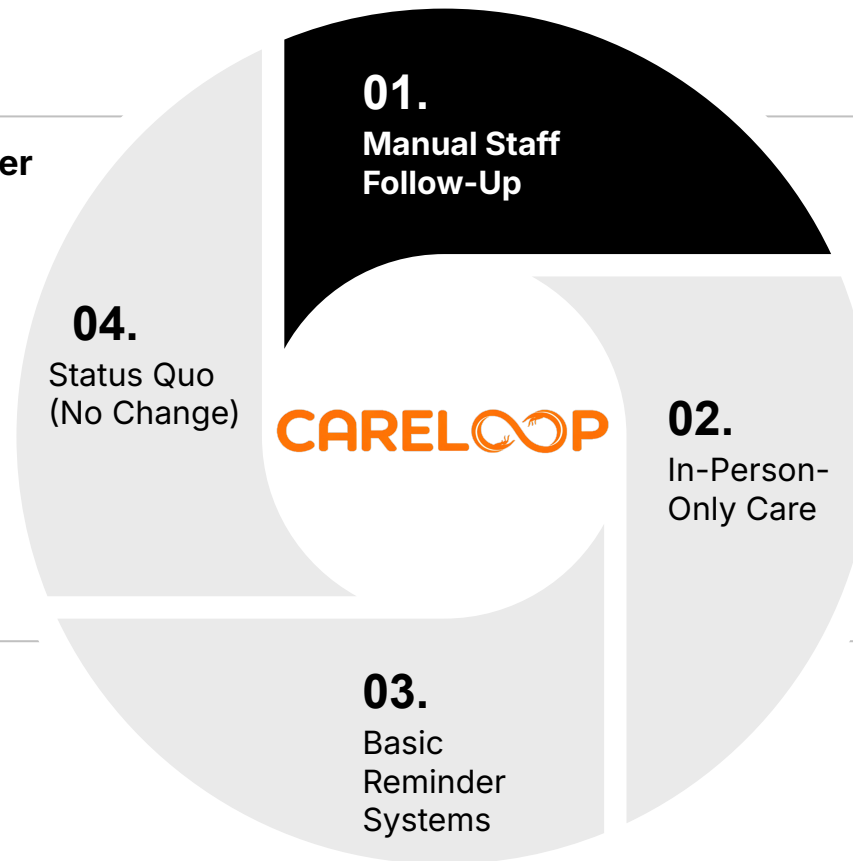 01.
Manual Staff
Follow-Up
er
04.
Status Quo
(No Change)
CARELOOP
02.
In-Person-
Only Care
03.
Basic
Reminder
Systems